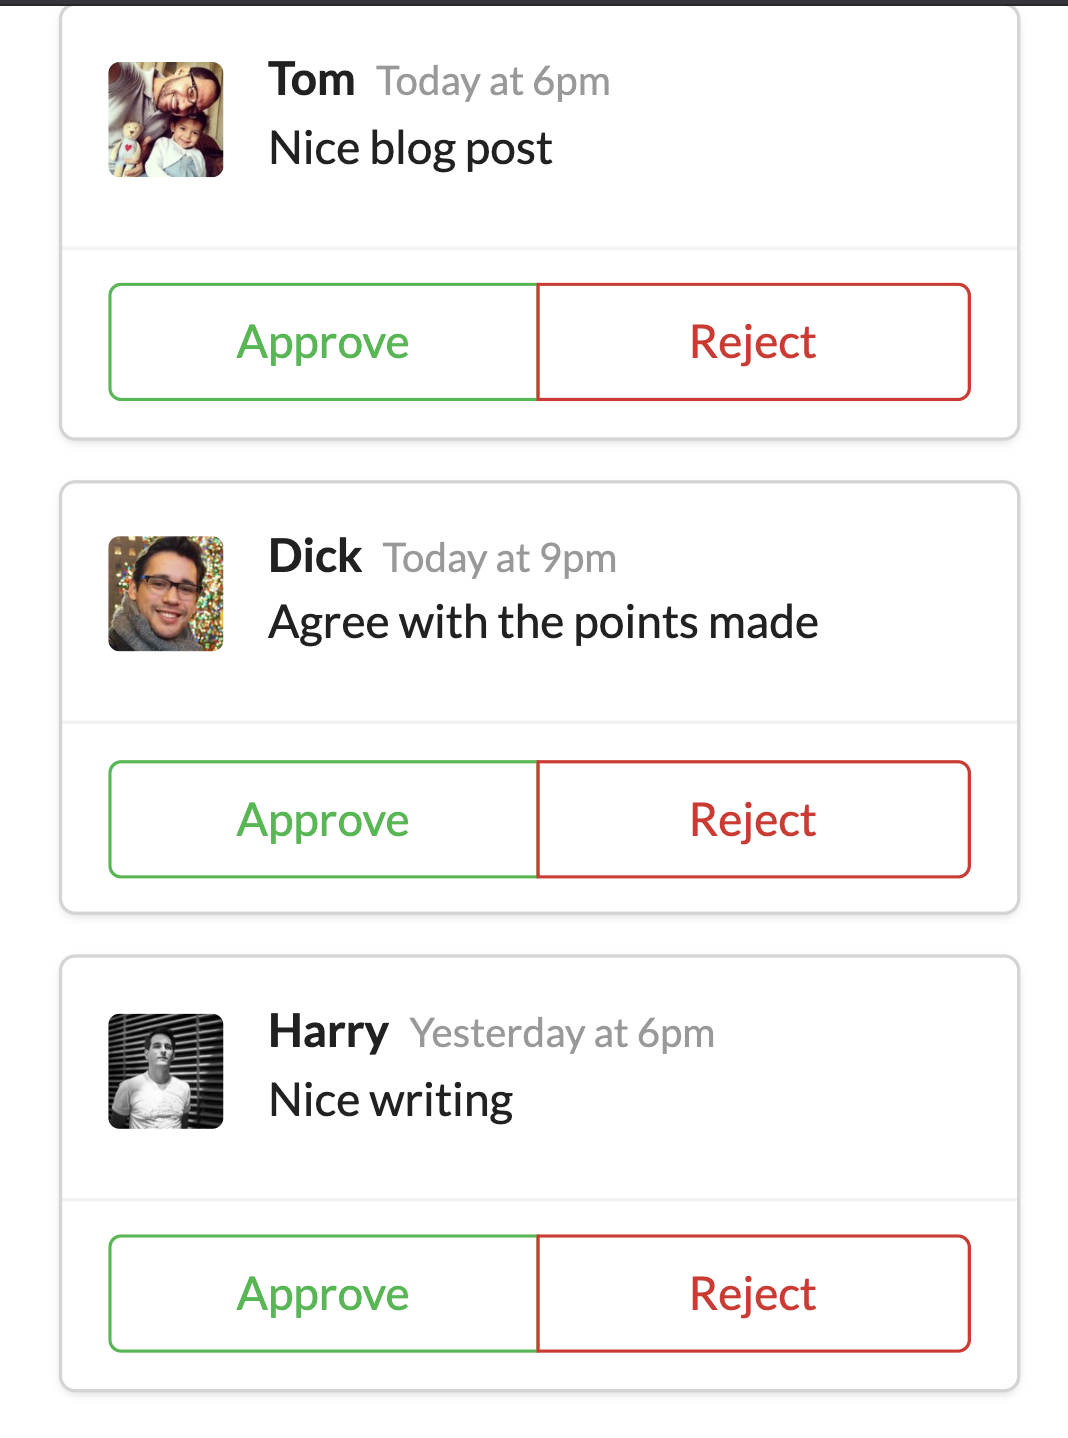 Tom Today at 6pm
Nice blog post
Approve Reject
Dick Today at 9pm
Agree with the points made
Approve Reject
Harry Yesterday at 6pm
Nice writing
Approve Reject